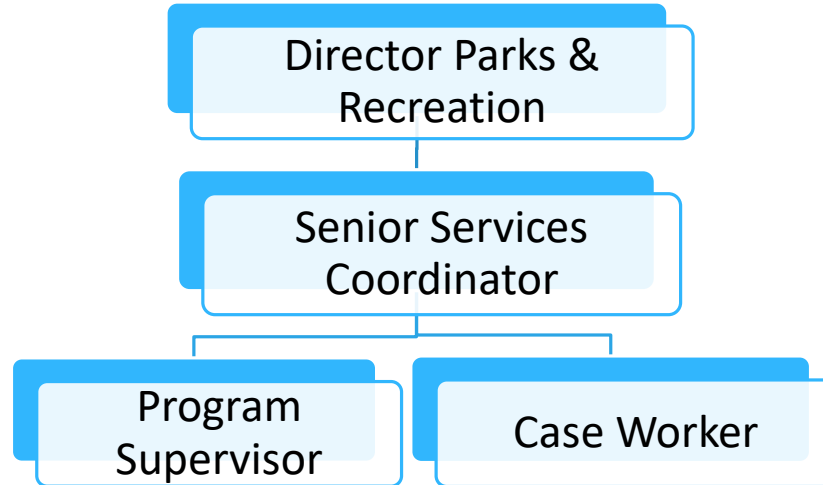 Director Parks &
Recreation
Senior Services
Coordinator
Program
Supervisor
Case Worker